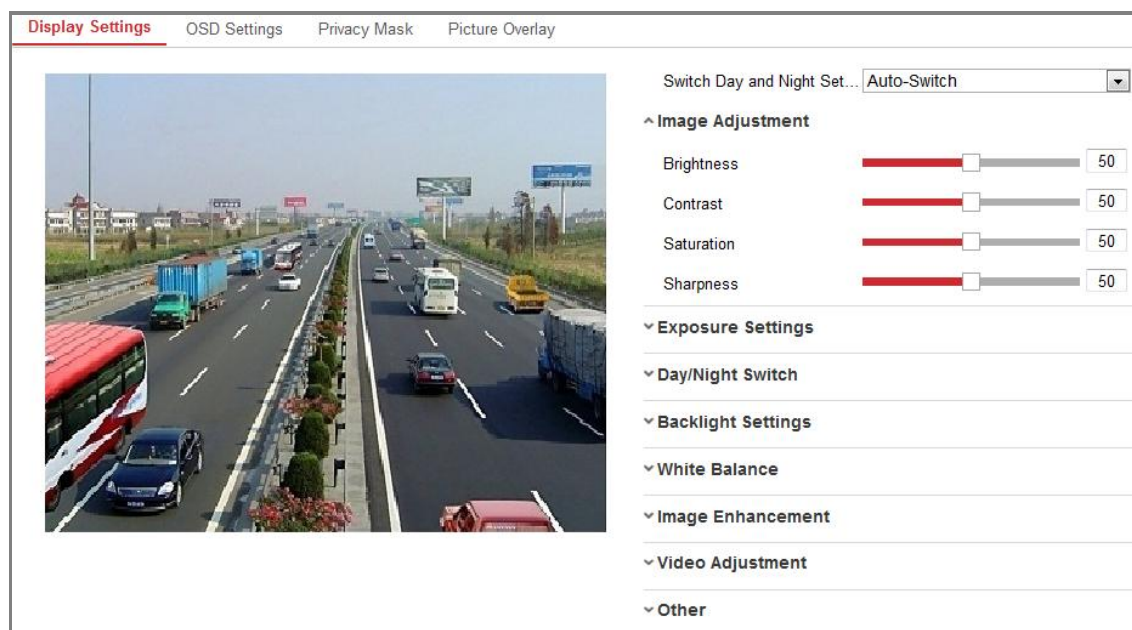 Display Settings OSD Settings Privacy Mask Picture Overlay
Switch Day and Night Set... Auto-Switch
Image Adjustment
Brightness 50
Contrast 50
Saturation 50
Sharpness 50
Exposure Settings
Day/Night Switch
Backlight Settings
White Balance
Image Enhancement
Video Adjustment
Other